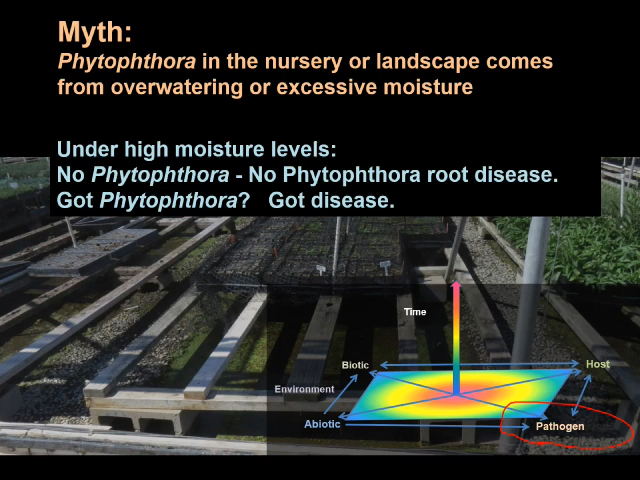 Myth:
Phytophthora in the nursery or landscape comes
from overwatering or excessive moisture
Under high moisture levels:
No Phytophthora - No Phytophthora root disease.
Got Phytophthora? Got disease.
Time
Biotic
Host
Environment
Abiotic
Pathogen